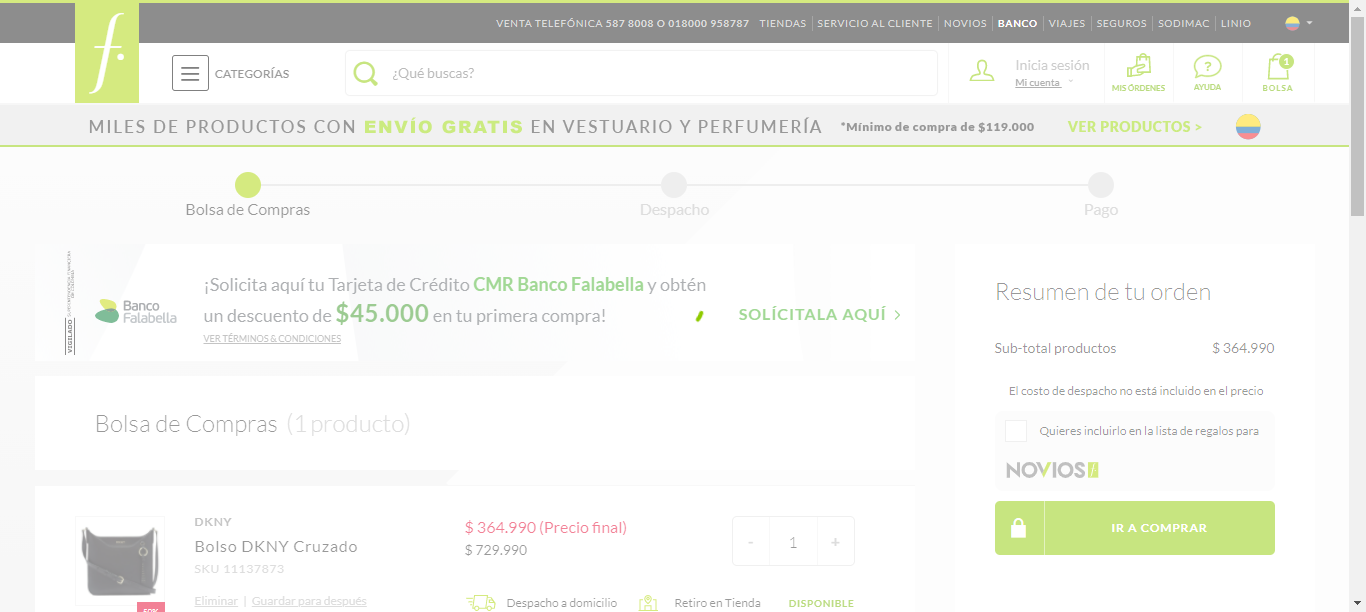 VENTA TELEFÓNICA 587 8008 O 018000 958787 TIENDAS SERVICIO AL CLIENTE NOVIOS BANCO VIAJES SEGUROS SODIMAC LINIO
f.
CATEGORÍAS
¿Qué buscas?
Inicia sesión
Mi cuenta
MIS ÓRDENES
AYUDA
1
BOLSA
MILES DE PRODUCTOS CON ENVÍO GRATIS EN VESTUARIO Y PERFUMERÍA *Mínimo de compra de $119.000 VER PRODUCTOS >
Bolsa de Compras
Despacho
Pago
VIGILADO
Banco
Falabella
¡Solicita aquí tu Tarjeta de Crédito CMR Banco Falabella y obtén
un descuento de $45.000 en tu primera compra!
VER TÉRMINOS & CONDICIONES
SOLÍCITALA AQUÍ >
Bolsa de Compras (1 producto)
DKNY
Bolso DKNY Cruzado
SKU 11137873
Eliminar | Guardar para después
$ 364.990 (Precio final)
$ 729.990
- 1 +
Despacho a domicilio
Retiro en Tienda
DISPONIBLE
Resumen de tu orden
Sub-total productos $ 364.990
El costo de despacho no está incluido en el precio
Quieres incluirlo en la lista de regalos para
NOVIOS f
IR A COMPRAR